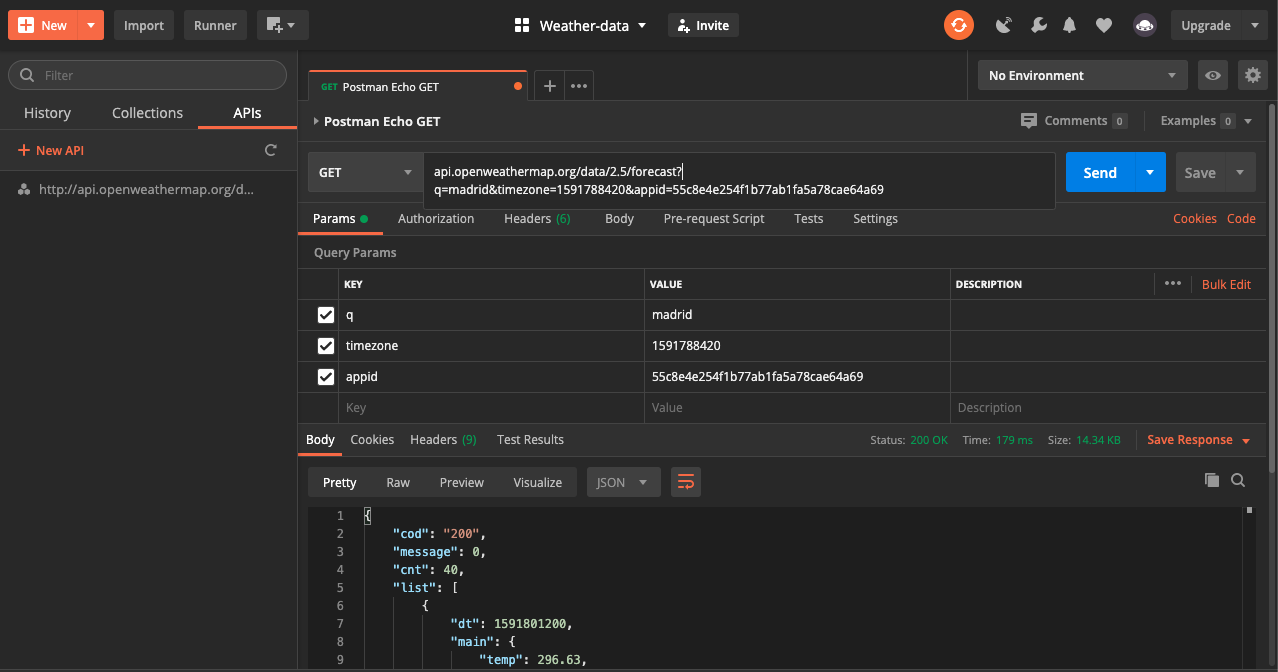 New
Import
Runner
Weather-data
Invite
Upgrade
Filter
History
Collections
APIs
New API
http://api.openweathermap.org/d...
GET Postman Echo GET
No Environment
Postman Echo GET
Comments 0
Examples 0
GET
api.openweathermap.org/data/2.5/forecast?
q=madrid&timezone=1591788420&appid=55c8e4e254f1b77ab1fa5a78cae64a69
Send
Save
Params
Authorization
Headers (6)
Body
Pre-request Script
Tests
Settings
Cookies
Code
Query Params
KEY
VALUE
DESCRIPTION
Bulk Edit
q
madrid
timezone
1591788420
appid
55c8e4e254f1b77ab1fa5a78cae64a69
Key
Value
Description
Body
Cookies
Headers (9)
Test Results
Status: 200 OK
Time: 179 ms
Size: 14.34 KB
Save Response
Pretty
Raw
Preview
Visualize
JSON
1 {
2 "cod": "200",
3 "message": 0,
4 "cnt": 40,
5 "list": [
6 {
7 "dt": 1591801200,
8 "main": {
9 "temp": 296.63,